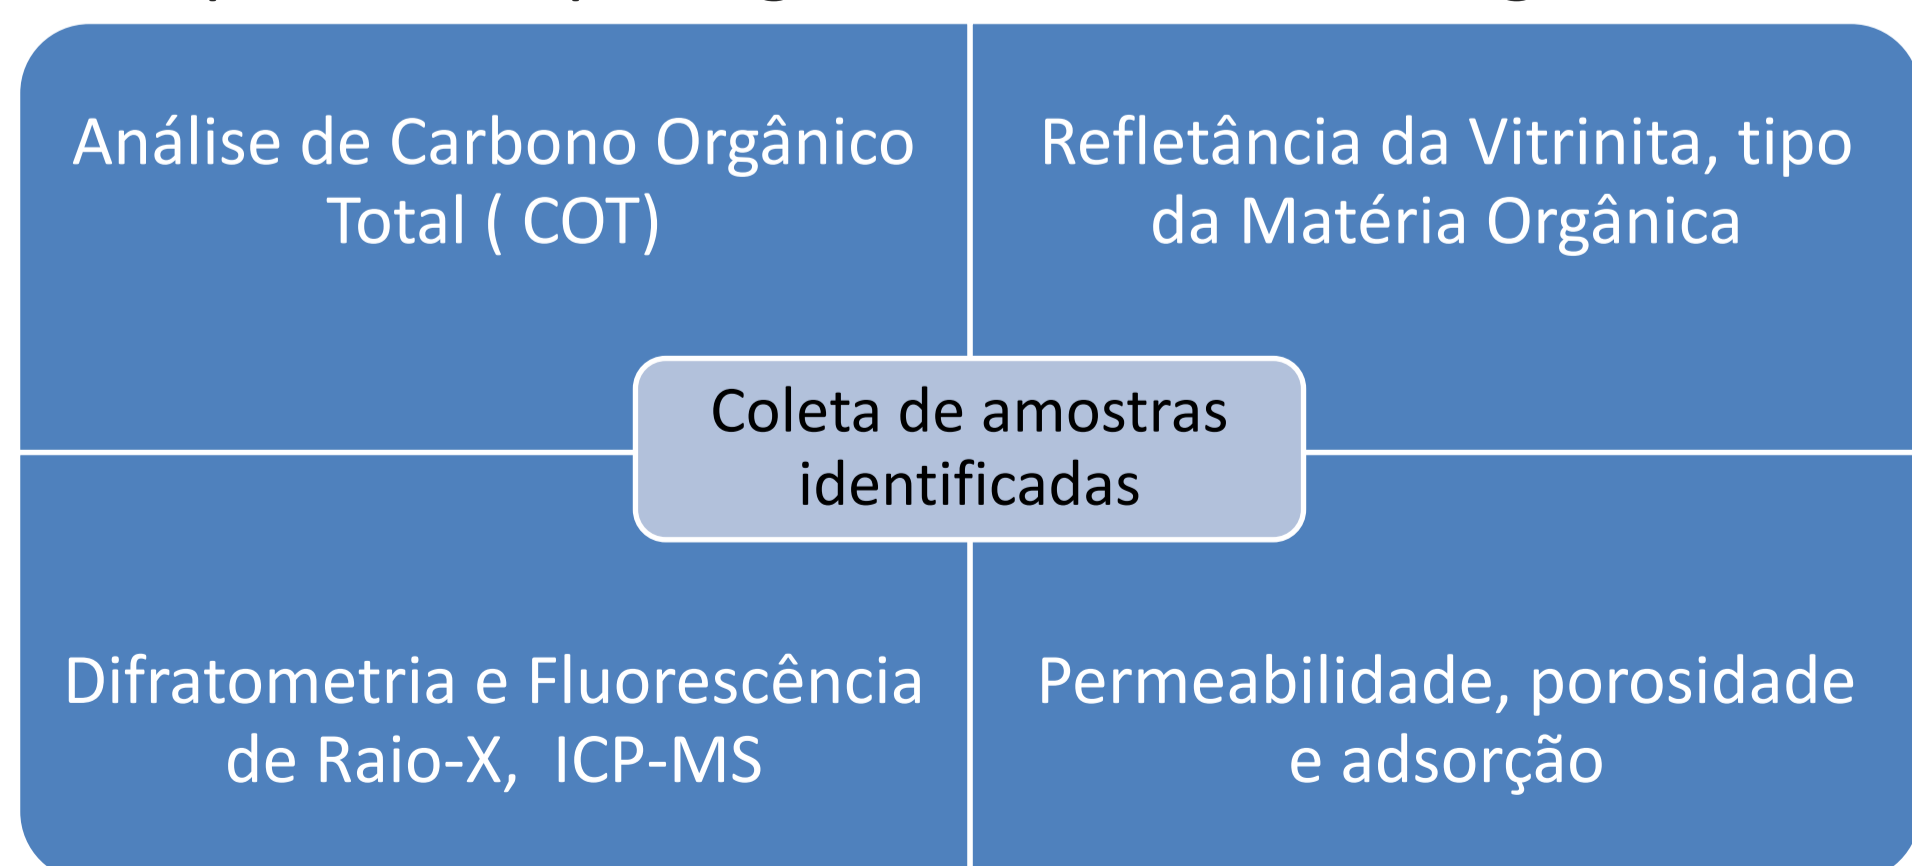 Análise de Carbono Orgânico
Total ( COT)
Refletância da Vitrinita, tipo
da Matéria Orgânica
Coleta de amostras
identificadas
Difratometria e Fluorescência
de Raio-X, ICP-MS
Permeabilidade, porosidade
e adsorção